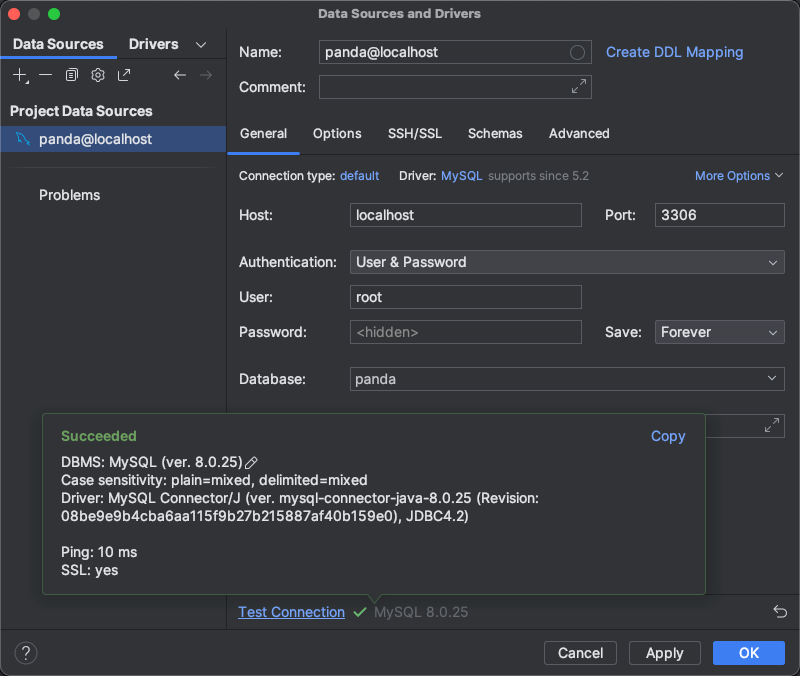 Data Sources and Drivers
Data Sources Drivers
Project Data Sources
panda@localhost
Problems
Name: panda@localhost Create DDL Mapping
Comment:
General Options SSH/SSL Schemas Advanced
Connection type: default Driver: MySQL supports since 5.2 More Options
Host: localhost Port: 3306
Authentication: User & Password
User: root
Password: <hidden> Save: Forever
Database: panda
Succeeded Copy
DBMS: MySQL (ver. 8.0.25)
Case sensitivity: plain=mixed, delimited=mixed
Driver: MySQL Connector/J (ver. mysql-connector-java-8.0.25 (Revision:
08be9e9b4cba6aa115f9b27b215887af40b159e0), JDBC4.2)
Ping: 10 ms
SSL: yes
Test Connection MySQL 8.0.25
? Cancel Apply OK